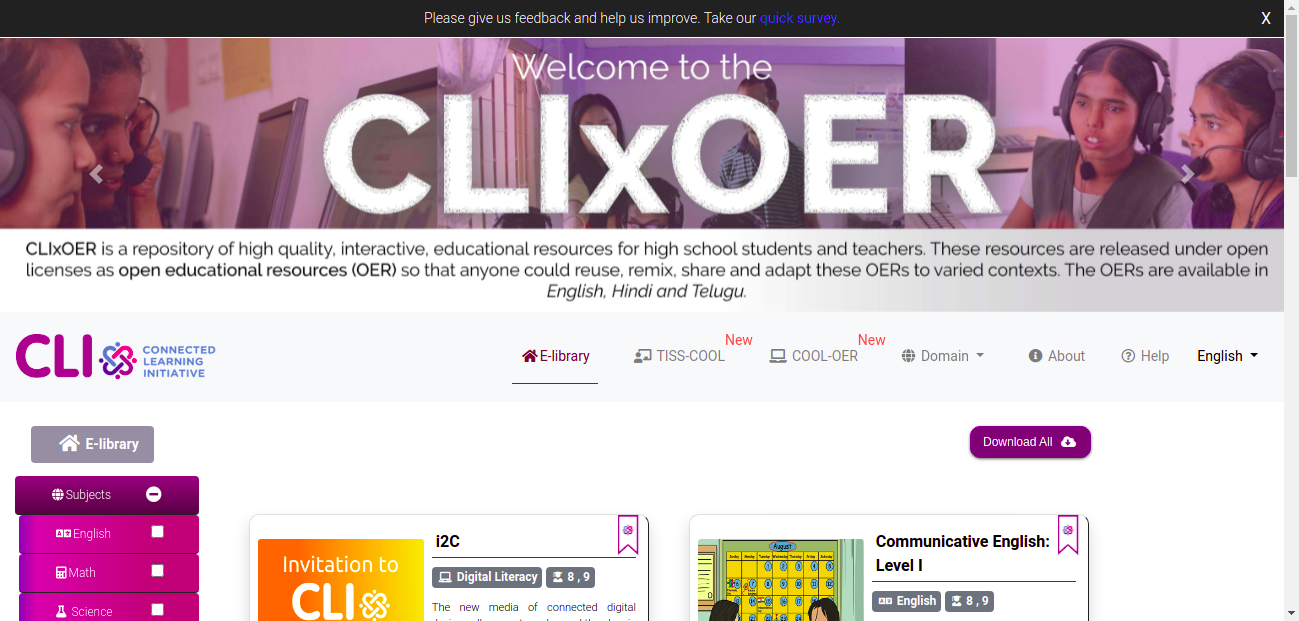 Please give us feedback and help us improve. Take our quick survey.
X
Welcome to the
CLIxOER
CLIxOER is a repository of high quality, interactive, educational resources for high school students and teachers. These resources are released under open
licenses as open educational resources (OER) so that anyone could reuse, remix, share and adapt these OERs to varied contexts. The OERs are available in
English, Hindi and Telugu.
CLI CONNECTED
LEARNING
INITIATIVE
E-library
TISS-COOL New
COOL-OER New
Domain
About
Help
English
E-library
Download All
Subjects
English
Math
Science
Invitation to
CLI
i2C
Digital Literacy 8 , 9
The new media of connected digital
August
Communicative English:
Level I
English 8 , 9